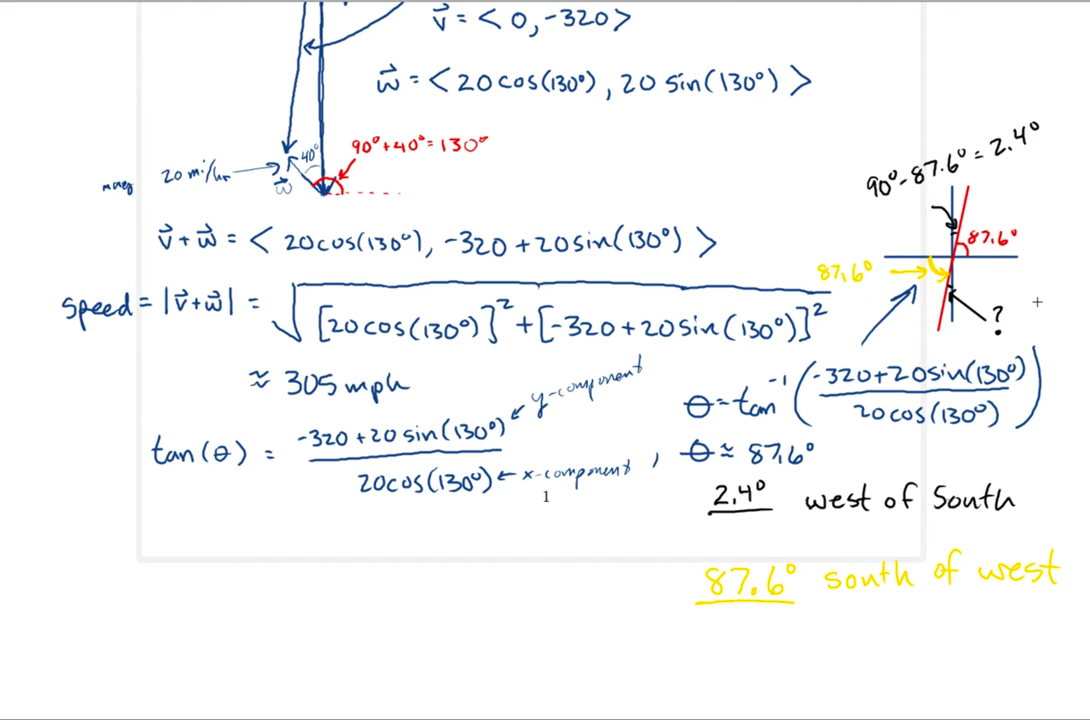 v⃗ = < 0, -320>
w⃗ = < 20 cos(130°), 20 sin(130°) >
40°
90°+40°=130°
20 mi/hr
w⃗
90°-87.6° = 2.4°
87.6°
87.6°
?
v⃗+w⃗ = < 20cos(130°), -320+20sin(130°) >
speed = |v⃗+w⃗| = √([20cos(130°)]²+[-320+20sin(130°)]²)
≈ 305 mph
tan(θ) = (-320+20 sin(130°))/(20cos(130°))
← y-component
← x-component
, θ ≈ 87.6°
θ = tan⁻¹((-320+20sin(130°))/(20cos(130°)))
2.4° west of South
87.6° south of west